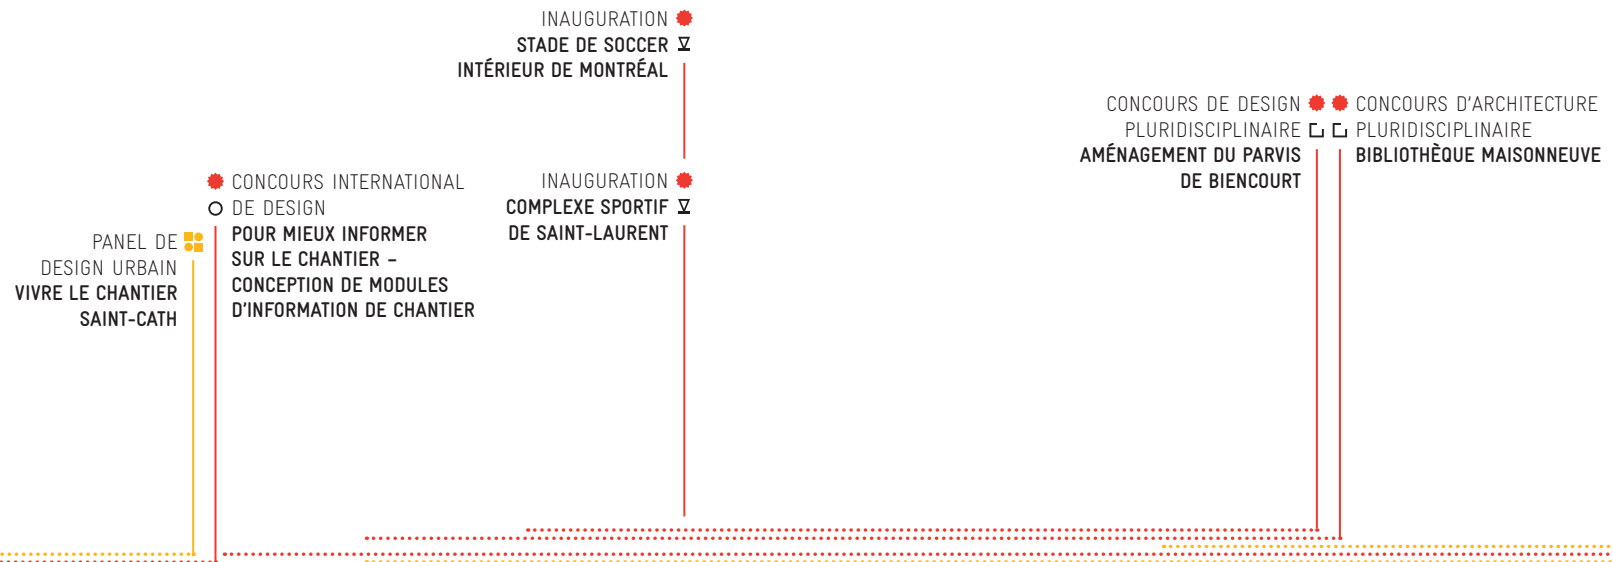 PANEL DE
DESIGN URBAIN
VIVRE LE CHANTIER
SAINT-CATH
CONCOURS INTERNATIONAL
DE DESIGN
POUR MIEUX INFORMER
SUR LE CHANTIER –
CONCEPTION DE MODULES
D'INFORMATION DE CHANTIER
INAUGURATION
STADE DE SOCCER
INTÉRIEUR DE MONTRÉAL
INAUGURATION
COMPLEXE SPORTIF
DE SAINT-LAURENT
CONCOURS DE DESIGN
PLURIDISCIPLINAIRE
AMÉNAGEMENT DU PARVIS
DE BIENCOURT
CONCOURS D'ARCHITECTURE
PLURIDISCIPLINAIRE
BIBLIOTHÈQUE MAISONNEUVE